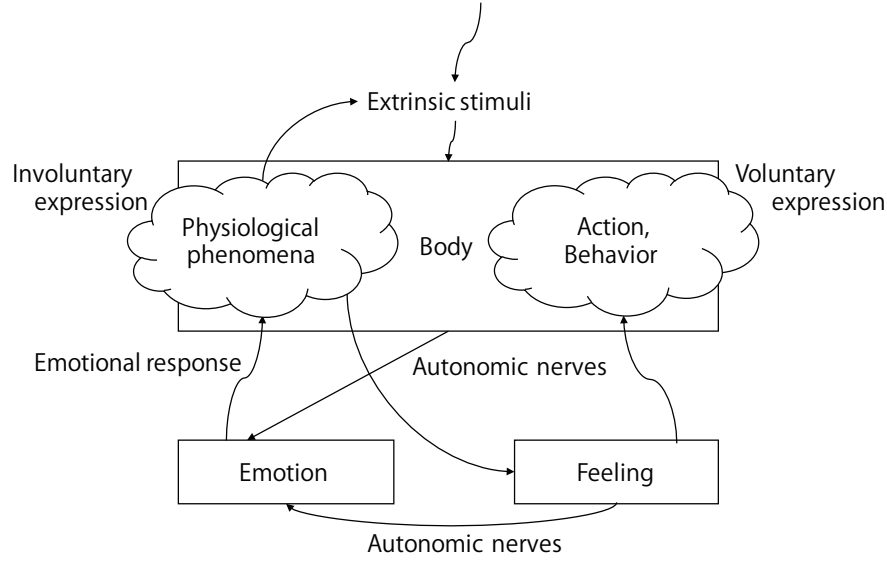 Extrinsic stimuli
Involuntary
expression
Voluntary
expression
Physiological
phenomena
Body
Action,
Behavior
Emotional response
Autonomic nerves
Emotion
Feeling
Autonomic nerves